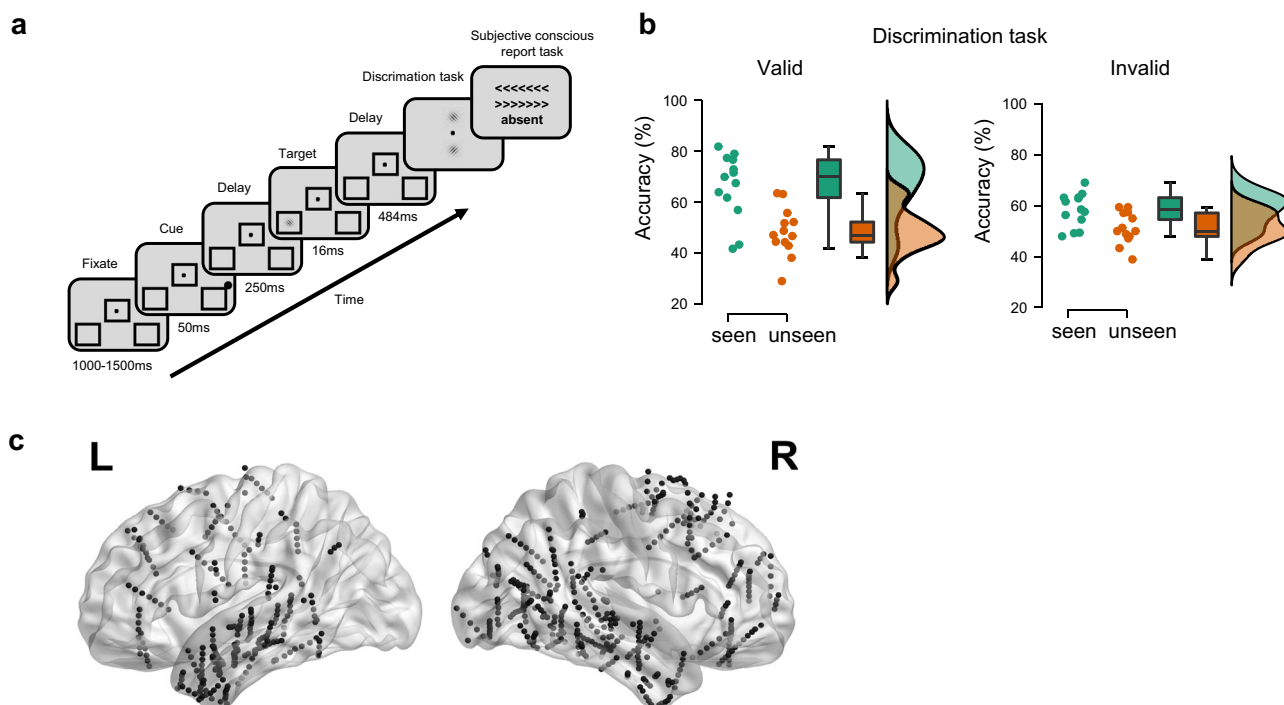 a
Subjective conscious
report task
<<<<<<<
>>>>>>>
absent
Discrimation task
Delay
Target
Delay
Cue
Fixate
484ms
16ms
250ms
50ms
1000-1500ms
Time
b
Discrimination task
Valid
Accuracy (%)
100
80
60
40
20
seen unseen
Invalid
Accuracy (%)
100
80
60
40
20
seen unseen
c
L
R